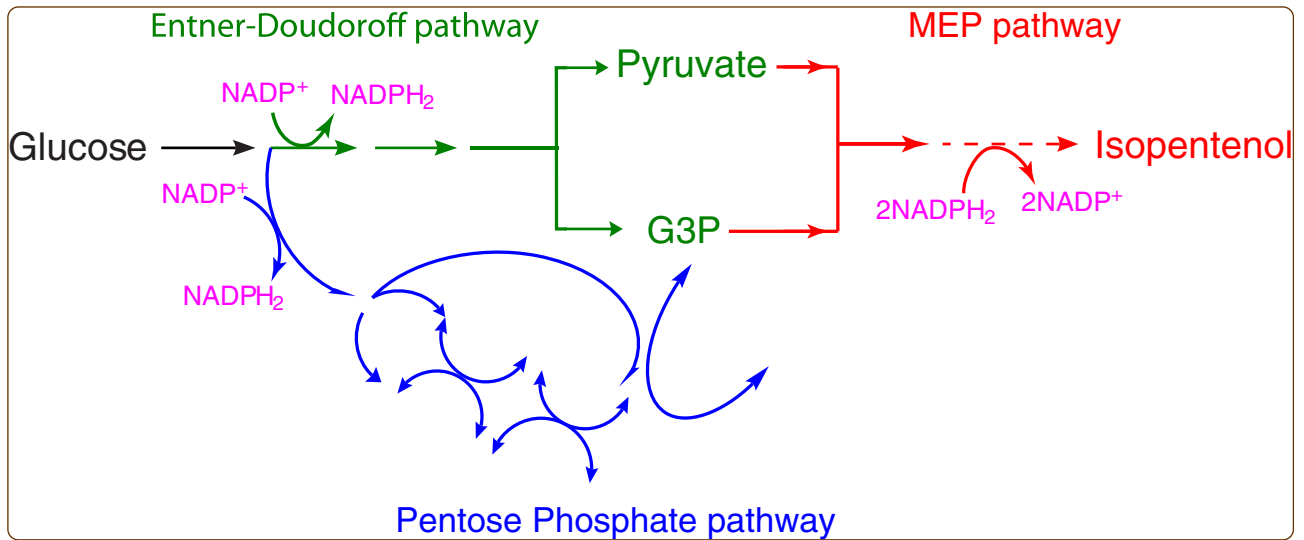 Entner-Doudoroff pathway
MEP pathway
Pyruvate
NADP⁺
NADPH₂
Glucose
Isopentenol
NADP⁺
2NADPH₂
2NADP⁺
G3P
NADPH₂
Pentose Phosphate pathway